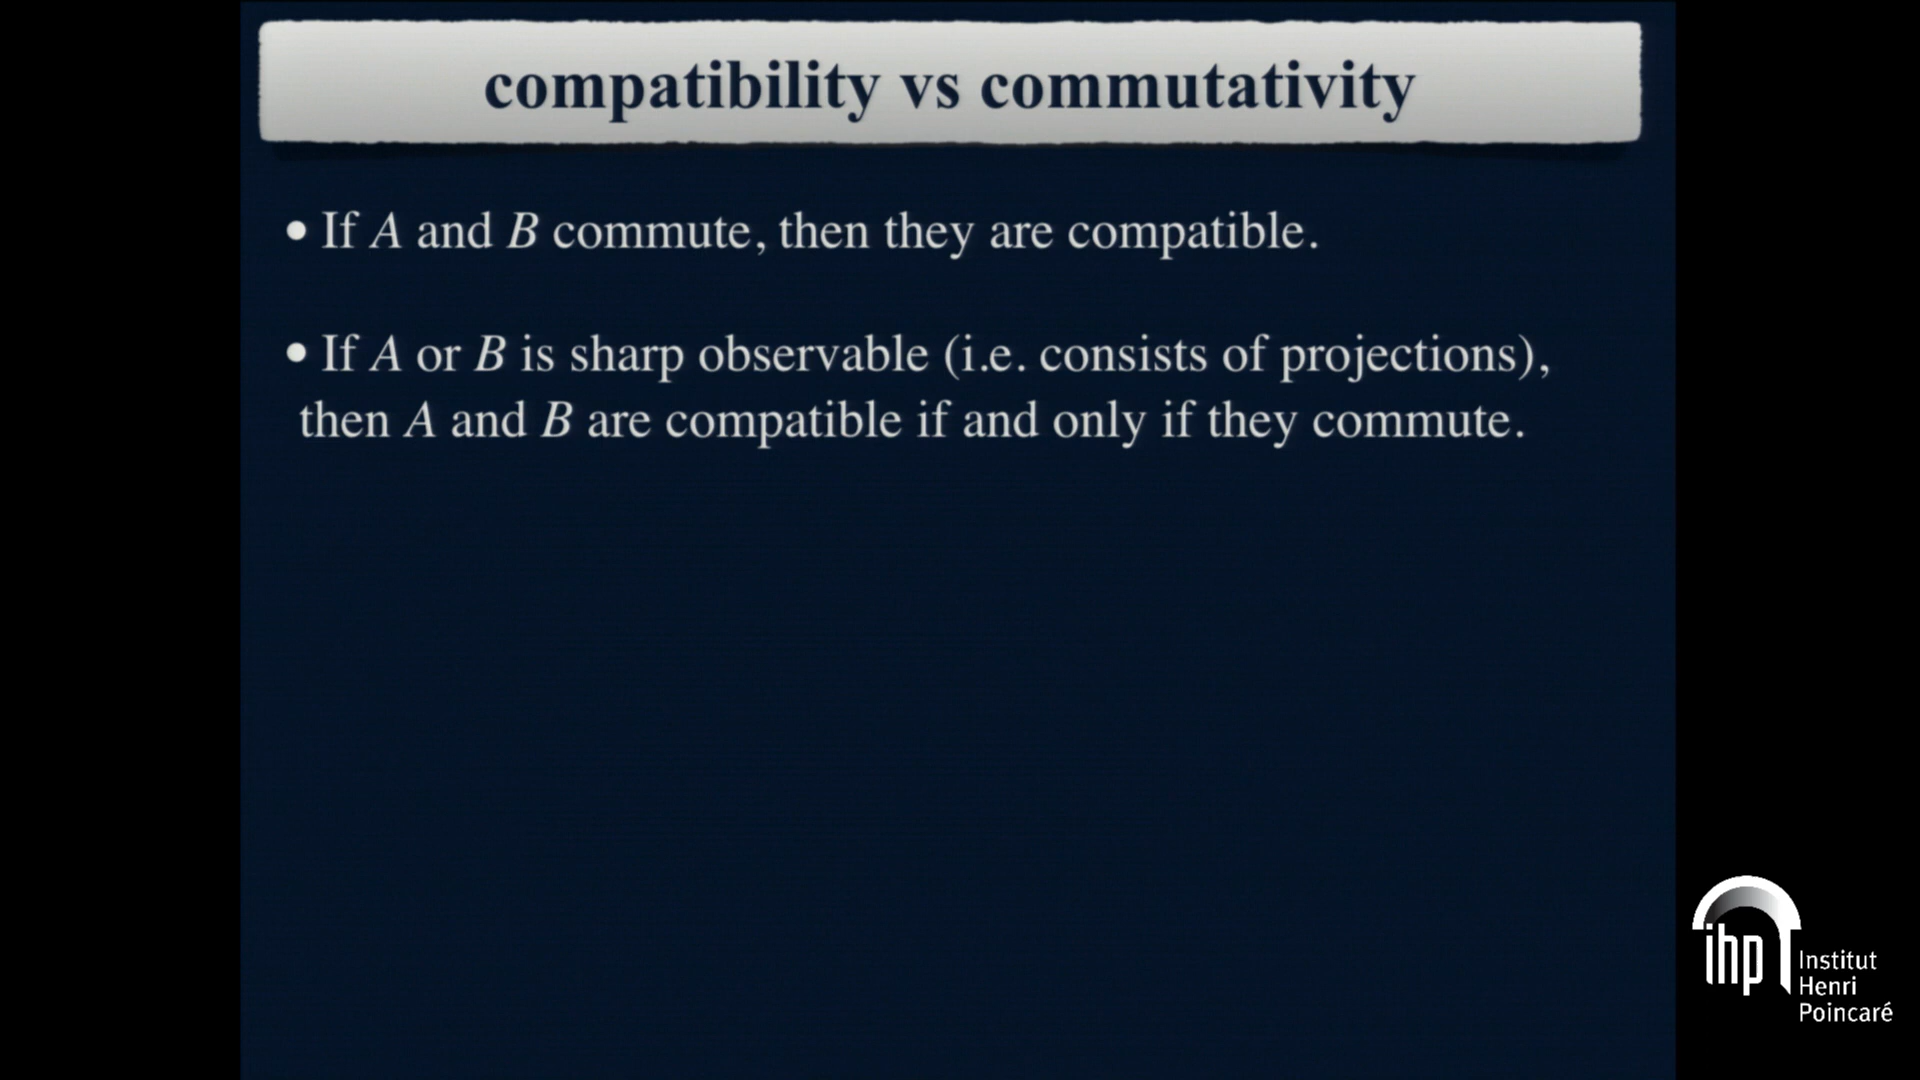 compatibility vs commutativity
• If A and B commute, then they are compatible.
• If A or B is sharp observable (i.e. consists of projections),
then A and B are compatible if and only if they commute.
ihp
Institut
Henri
Poincaré